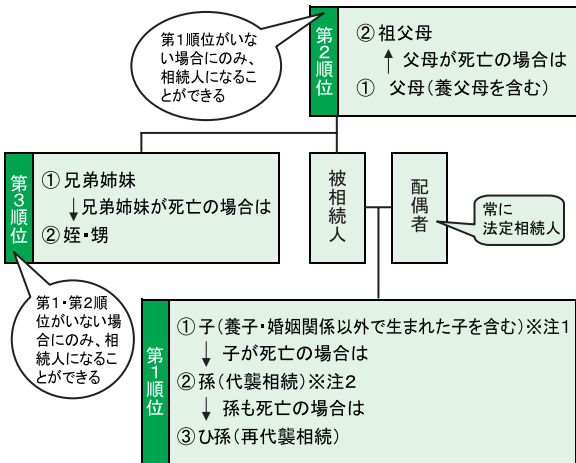 第1順位がいな
い場合にのみ、
相続人になるこ
とができる
第2順位
②祖父母
↑ 父母が死亡の場合は
① 父母(養父母を含む)
第3順位
①兄弟姉妹
↓兄弟姉妹が死亡の場合は
②姪・甥
被相続人
配偶者
常に
法定相続人
第1・第2順
位がいない場
合にのみ、相
続人になるこ
とができる
第1順位
①子(養子・婚姻関係以外で生まれた子を含む)※注1
↓ 子が死亡の場合は
②孫(代襲相続)※注2
↓ 孫も死亡の場合は
③ひ孫(再代襲相続)